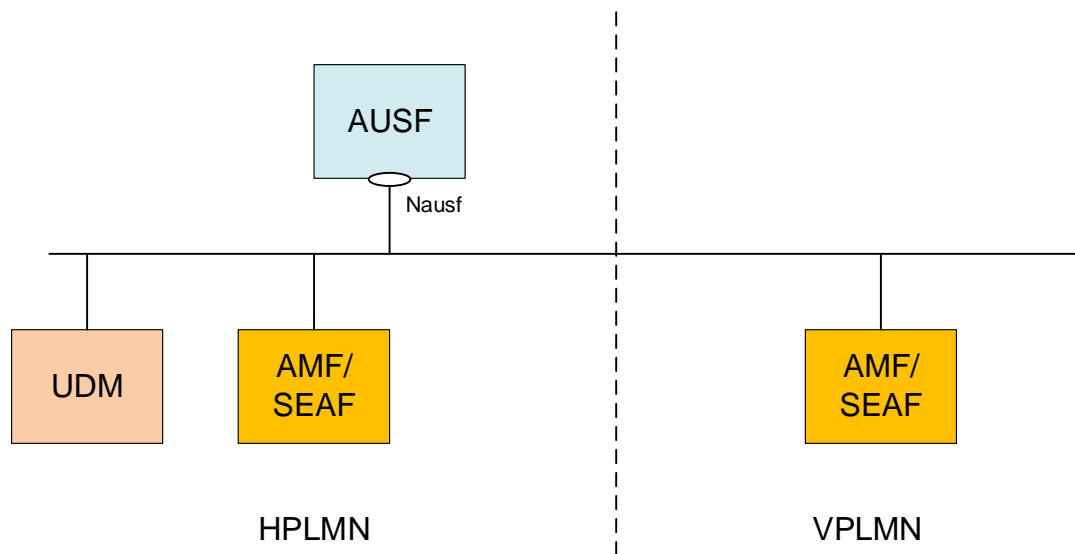 AUSF
Nausf
UDM
AMF/
SEAF
AMF/
SEAF
HPLMN
VPLMN